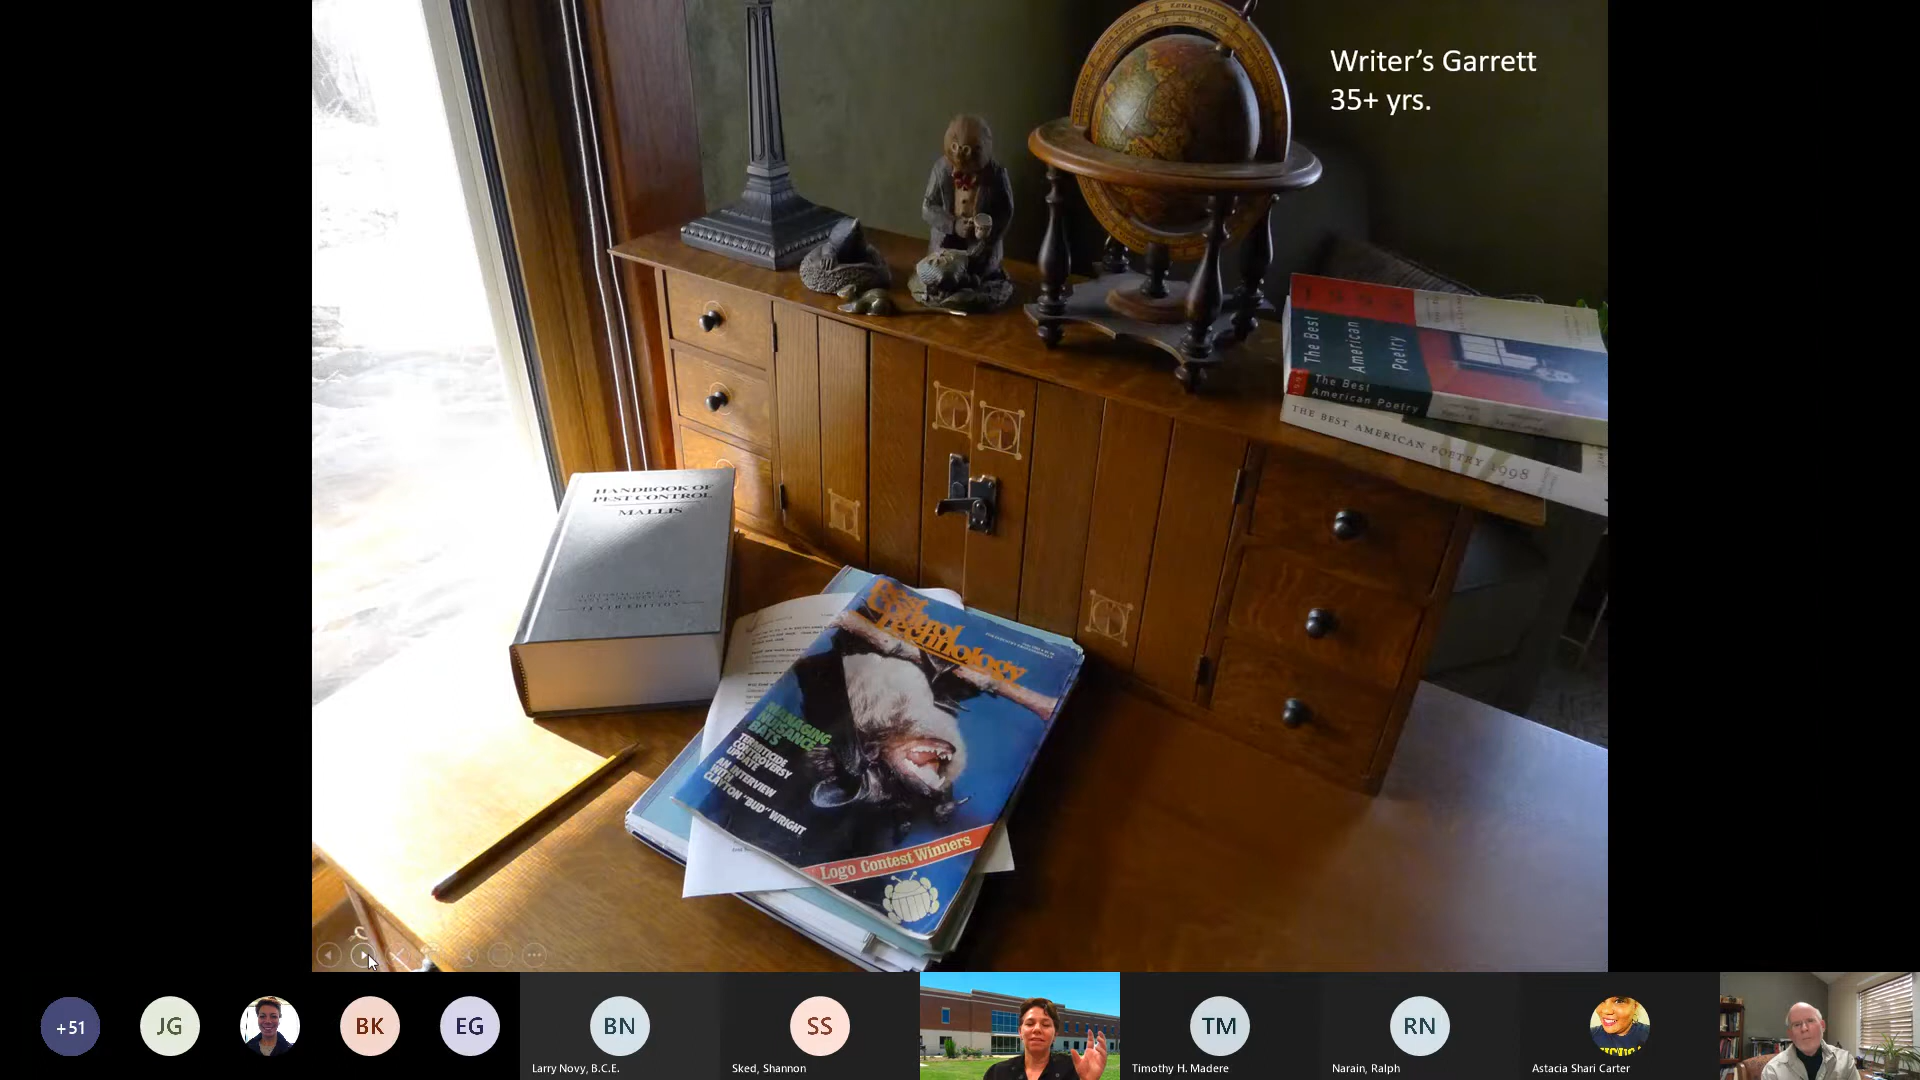 Writer's Garrett
35+ yrs.
The Best
American
Poetry
The Best
American Poetry
THE BEST AMERICAN POETRY 1998
HANDBOOK OF
PEST CONTROL
MALLIS
TENTH EDITION
Pest
Control
Technology
MANAGING
NUISANCE
BATS
TERMITICIDE
CONTROVERSY
UPDATE
AN INTERVIEW
WITH
CLAYTON "BUD" WRIGHT
Logo Contest Winners
+51
JG
BK
EG
BN
Larry Novy, B.C.E.
SS
Sked, Shannon
TM
Timothy H. Madere
RN
Narain, Ralph
Astacia Shari Carter